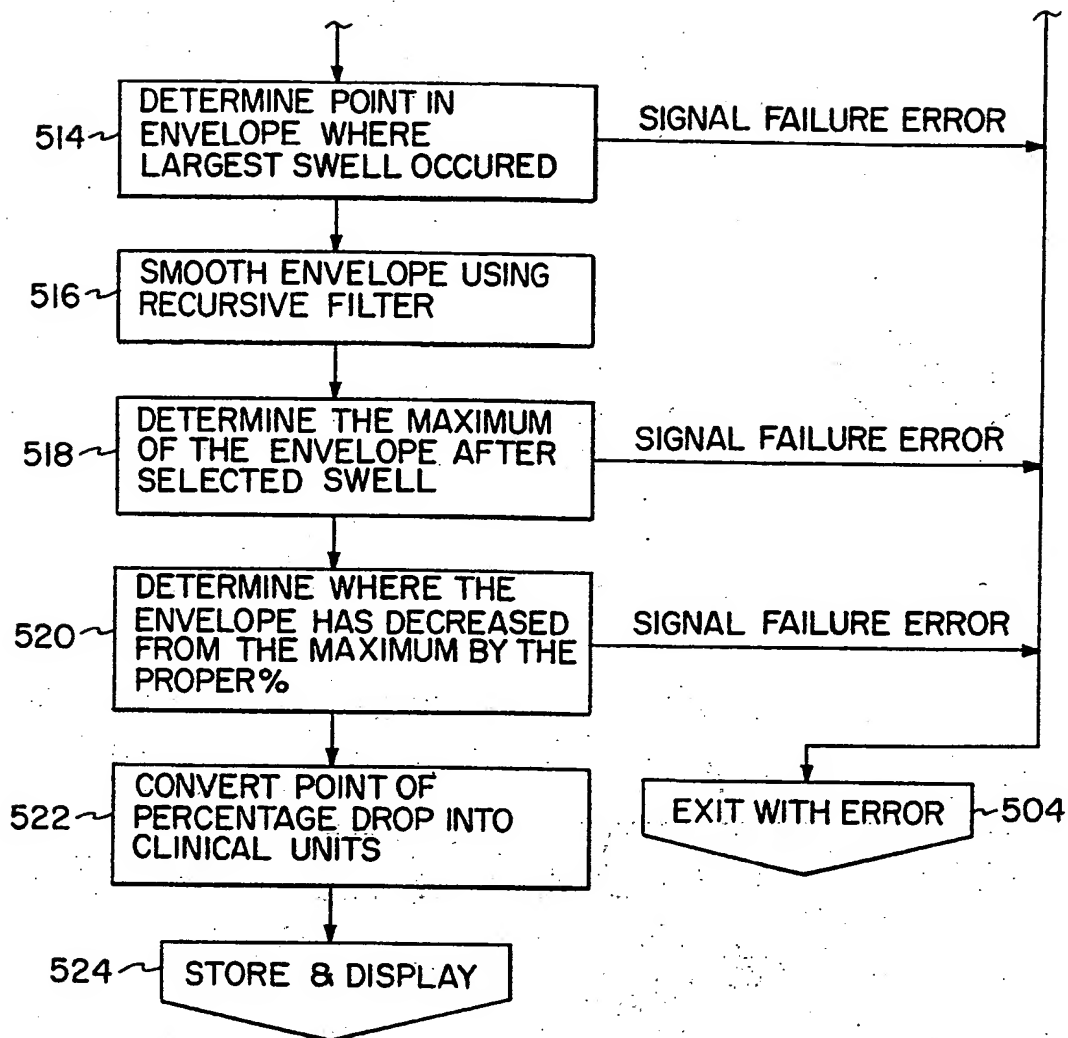 514
DETERMINE POINT IN
ENVELOPE WHERE
LARGEST SWELL OCCURED
SIGNAL FAILURE ERROR
516
SMOOTH ENVELOPE USING
RECURSIVE FILTER
518
DETERMINE THE MAXIMUM
OF THE ENVELOPE AFTER
SELECTED SWELL
SIGNAL FAILURE ERROR
520
DETERMINE WHERE THE
ENVELOPE HAS DECREASED
FROM THE MAXIMUM BY THE
PROPER%
SIGNAL FAILURE ERROR
522
CONVERT POINT OF
PERCENTAGE DROP INTO
CLINICAL UNITS
EXIT WITH ERROR
504
524
STORE & DISPLAY